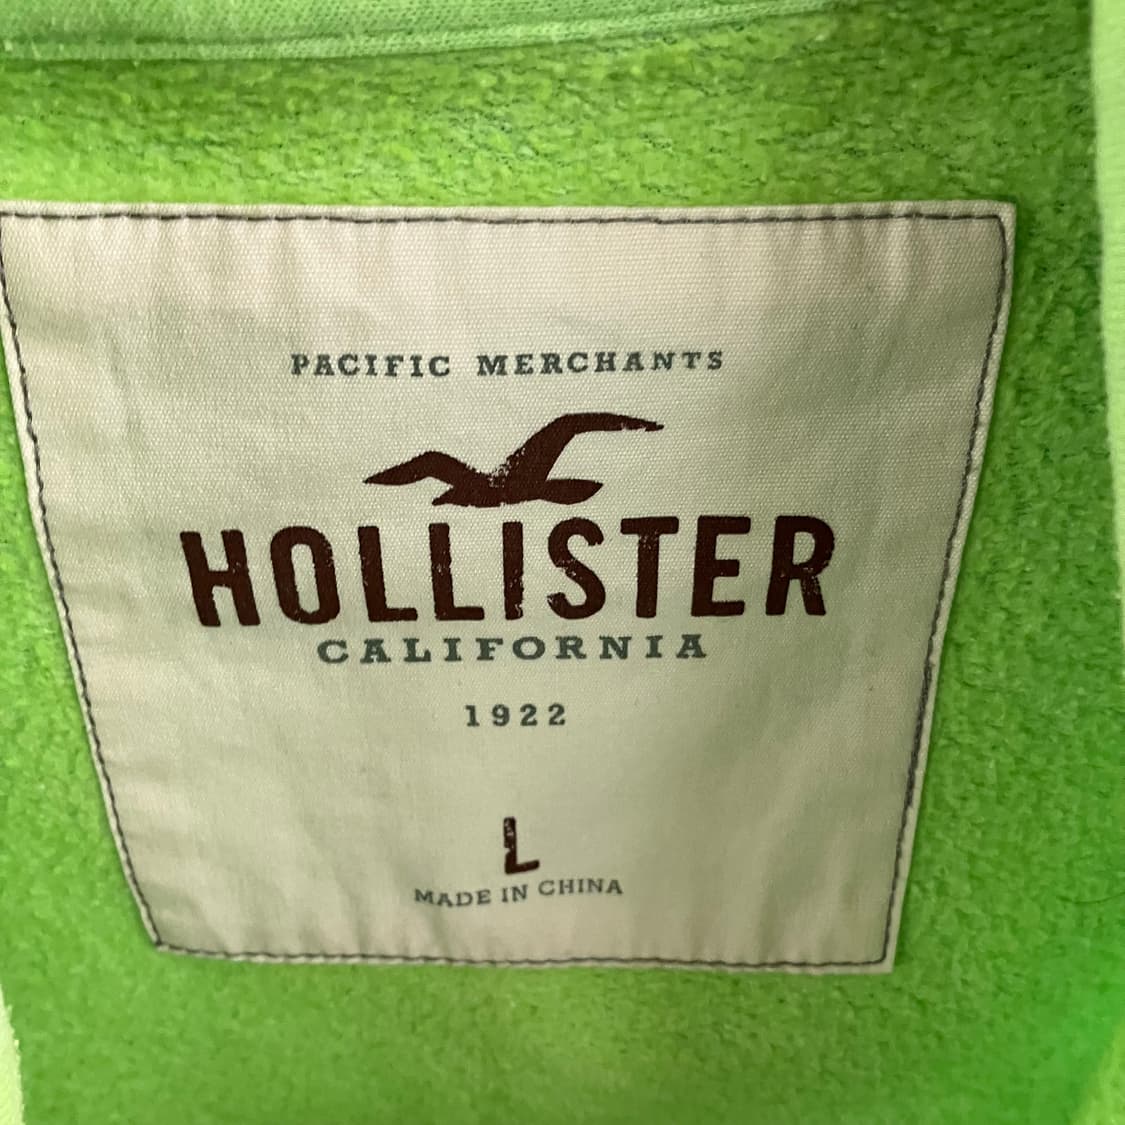 PACIFIC MERCHANTS
HOLLISTER
CALIFORNIA
1922
L
MADE IN CHINA